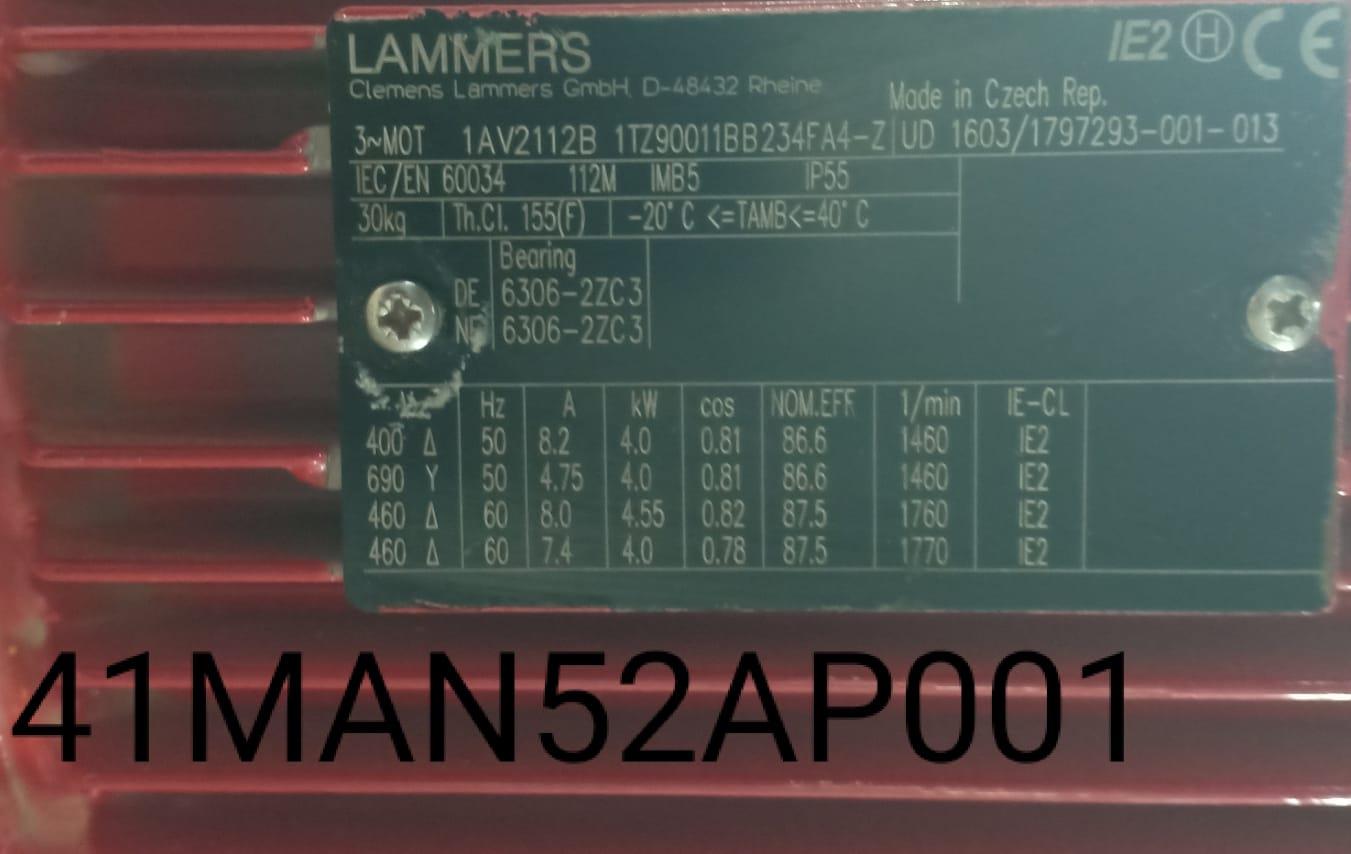 LAMMERS
IE2 H CE
Clemens Lammers GmbH, D-48432 Rheine
Made in Czech Rep.
3~MOT 1AV2112B 1TZ90011BB234FA4-Z UD 1603/1797293-001-013
IEC/EN 60034 112M IMB5 IP55
30kg Th.Cl. 155(F) -20° C <=TAMB<=40° C
Bearing
DE 6306-2ZC3
NE 6306-2ZC3
Hz A kW cos NOM.EFF 1/min IE-CL
400 Δ 50 8.2 4.0 0.81 86.6 1460 IE2
690 Y 50 4.75 4.0 0.81 86.6 1460 IE2
460 Δ 60 8.0 4.55 0.82 87.5 1760 IE2
460 Δ 60 7.4 4.0 0.78 87.5 1770 IE2
41MAN52AP001